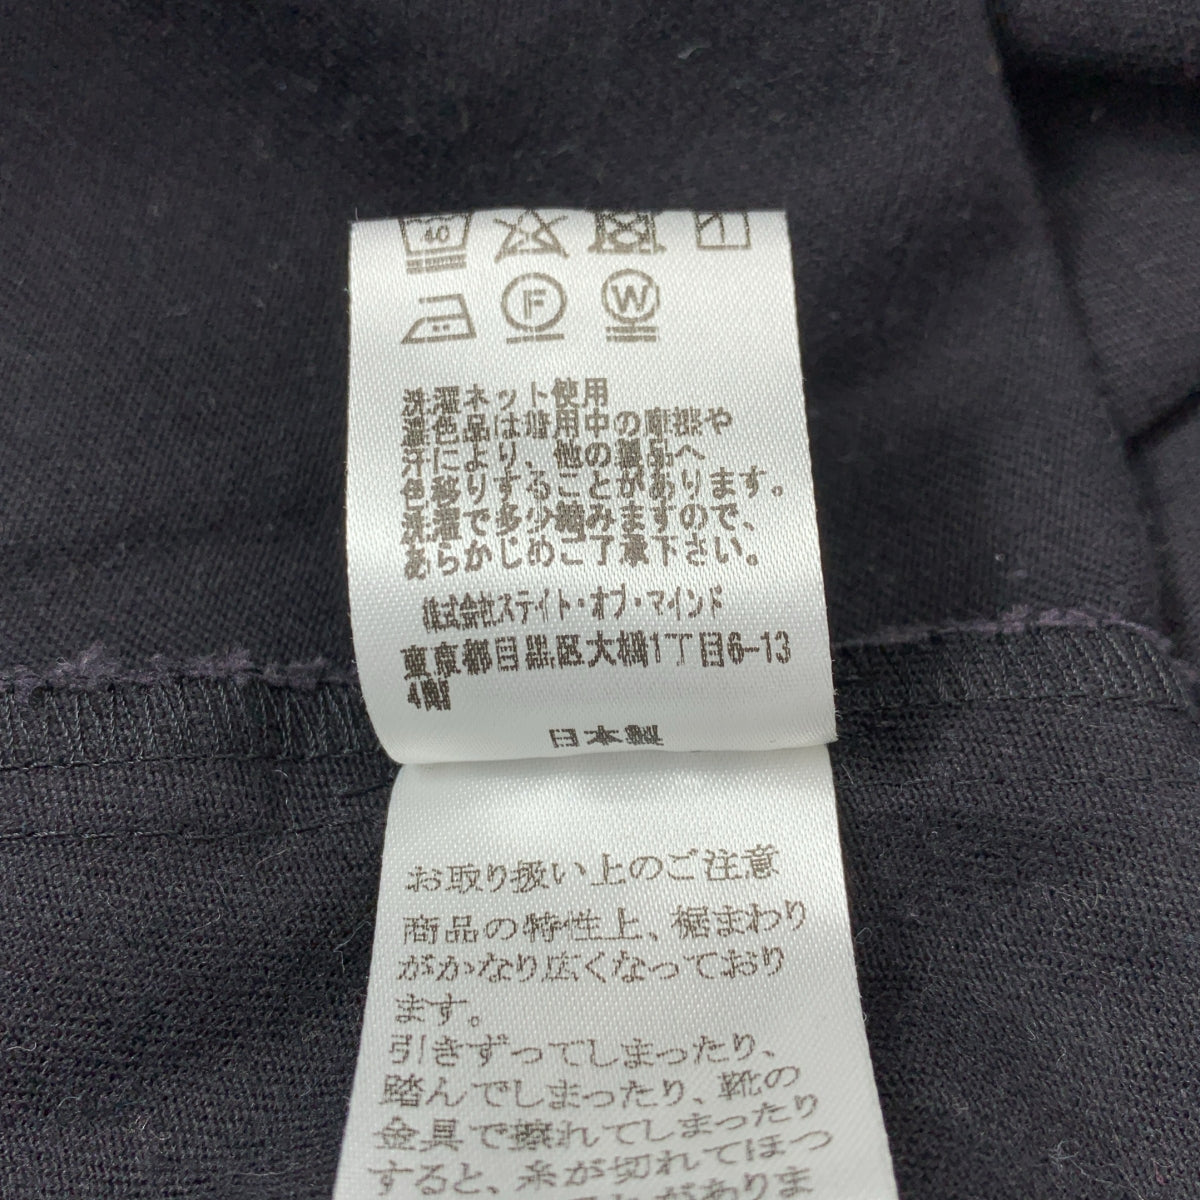 40
F W
洗濯ネット使用
濃色品は着用中の摩擦や
汗により、他の製品へ
色移りすることがあります。
洗濯で多少縮みますので、
あらかじめご了承下さい。
株式会社ステイト・オブ・マインド
東京都目黒区大橋1丁目6-13
4階
日本製
お取り扱い上のご注意
商品の特性上、裾まわり
がかなり広くなっており
ます。
引きずってしまったり、
踏んでしまったり、靴の
金具で擦れてしまったり
すると、糸が切れてほつ
ことがありま